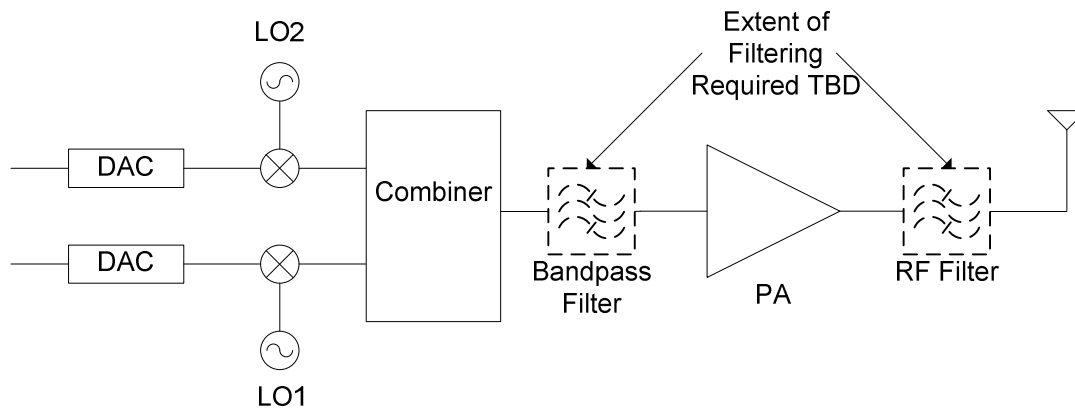 LO2
Extent of
Filtering
Required TBD
DAC
Combiner
DAC
Bandpass
Filter
PA
RF Filter
LO1